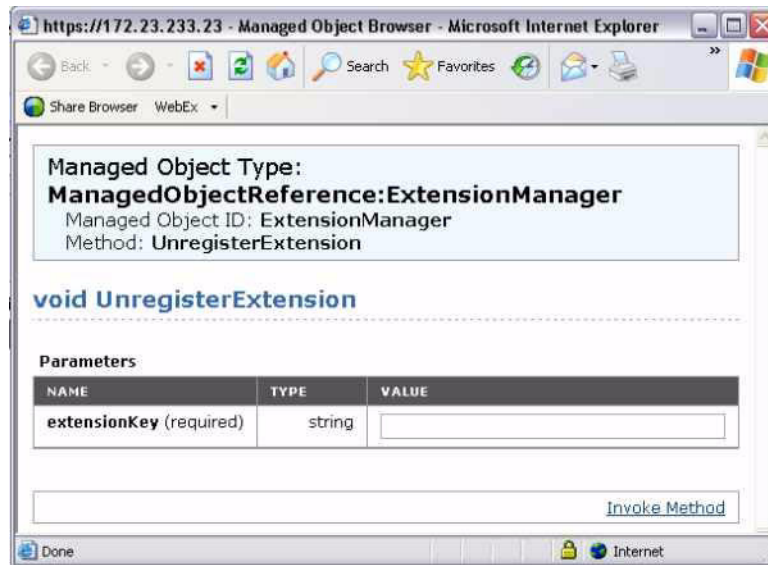 https://172.23.233.23 - Managed Object Browser - Microsoft Internet Explorer
Back Search Favorites »
Share Browser WebEx
Managed Object Type:
ManagedObjectReference:ExtensionManager
Managed Object ID: ExtensionManager
Method: UnregisterExtension
void UnregisterExtension
Parameters
NAME TYPE VALUE
extensionKey (required) string
Invoke Method
Done Internet